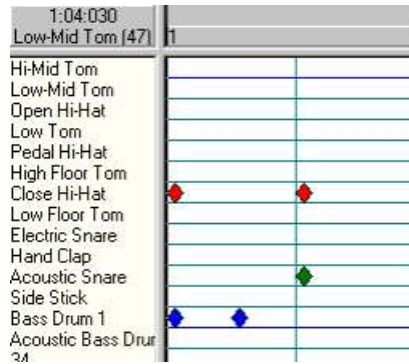 1:04:030
Low-Mid Tom (47) 1
Hi-Mid Tom
Low-Mid Tom
Open Hi-Hat
Low Tom
Pedal Hi-Hat
High Floor Tom
Close Hi-Hat
Low Floor Tom
Electric Snare
Hand Clap
Acoustic Snare
Side Stick
Bass Drum 1
Acoustic Bass Drur
34